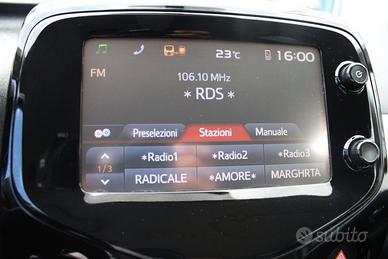 23°C 16:00
FM
106.10 MHz
* RDS *
Preselezioni Stazioni Manuale
*Radio1 *Radio2 *Radio3
1/3
RADICALE *AMORE* MARGHRTA
subito